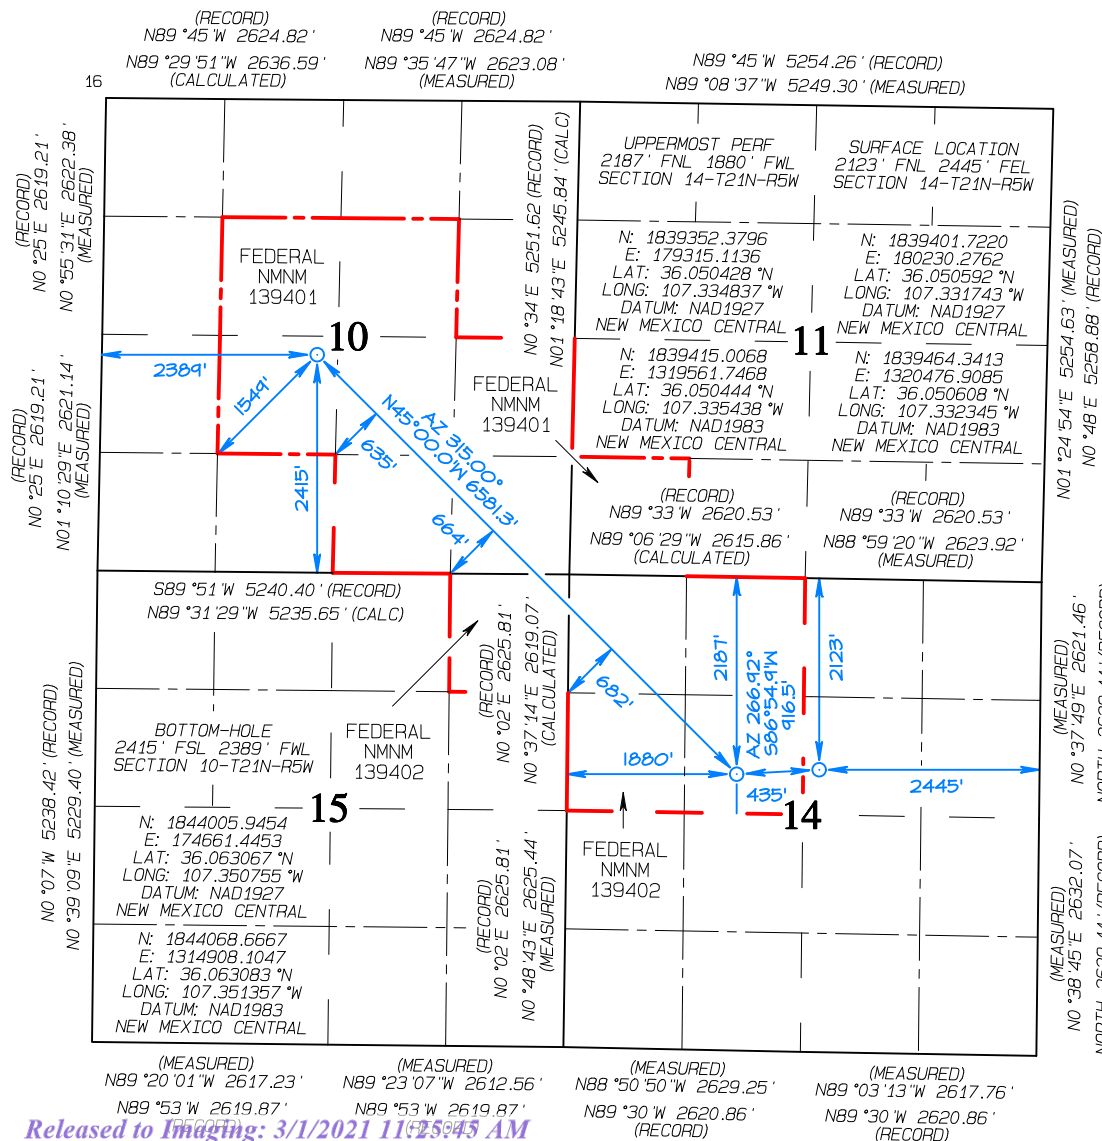 (RECORD)
N89°45'W 2624.82'
N89°29'51"W 2636.59'
(CALCULATED)
(RECORD)
N89°45'W 2624.82'
N89°35'47"W 2623.08'
(MEASURED)
N89°45'W 5254.26' (RECORD)
N89°08'37"W 5249.30' (MEASURED)
16
(RECORD)
N0°25'E 2619.21'
N0°55'31"E 2622.38'
(MEASURED)
(RECORD)
N0°25'E 2619.21'
N01°10'29"E 2621.14'
(MEASURED)
N0°34'E 5251.62 (RECORD)
N01°18'43"E 5245.84' (CALC)
UPPERMOST PERF
2187' FNL 1880' FWL
SECTION 14-T21N-R5W
SURFACE LOCATION
2123' FNL 2445' FEL
SECTION 14-T21N-R5W
N: 1839352.3796
E: 179315.1136
LAT: 36.050428°N
LONG: 107.334837°W
DATUM: NAD1927
NEW MEXICO CENTRAL
N: 1839401.7220
E: 180230.2762
LAT: 36.050592°N
LONG: 107.331743°W
DATUM: NAD1927
NEW MEXICO CENTRAL
11
N: 1839415.0068
E: 1319561.7468
LAT: 36.050444°N
LONG: 107.335438°W
DATUM: NAD1983
NEW MEXICO CENTRAL
N: 1839464.3413
E: 1320476.9085
LAT: 36.050608°N
LONG: 107.332345°W
DATUM: NAD1983
NEW MEXICO CENTRAL
N01°24'54"E 5254.63' (MEASURED)
N0°48'E 5258.88' (RECORD)
FEDERAL
NMNM
139401
10
2389'
1549'
2415'
635'
664'
AZ 315.00°
N45°00.0'W 6581.3'
FEDERAL
NMNM
139401
(RECORD)
N89°33'W 2620.53'
N89°06'29"W 2615.86'
(CALCULATED)
(RECORD)
N89°33'W 2620.53'
N88°59'20"W 2623.92'
(MEASURED)
S89°51'W 5240.40' (RECORD)
N89°31'29"W 5235.65' (CALC)
(RECORD)
N0°02'E 2625.81'
N0°37'14"E 2619.07'
(CALCULATED)
682'
2187'
AZ 266.92°
S86°54.9'W
916.5'
2123'
1880'
435'
2445'
14
(MEASURED)
N0°37'49"E 2621.46'
N0°07'W 5238.42' (RECORD)
N0°39'09"E 5229.40' (MEASURED)
BOTTOM-HOLE
2415' FSL 2389' FWL
SECTION 10-T21N-R5W
FEDERAL
NMNM
139402
15
N: 1844005.9454
E: 174661.4453
LAT: 36.063067°N
LONG: 107.350755°W
DATUM: NAD1927
NEW MEXICO CENTRAL
N: 1844068.6667
E: 1314908.1047
LAT: 36.063083°N
LONG: 107.351357°W
DATUM: NAD1983
NEW MEXICO CENTRAL
(RECORD)
N0°02'E 2625.81'
N0°48'43"E 2625.44'
(MEASURED)
FEDERAL
NMNM
139402
(MEASURED)
N0°38'45"E 2632.07'
(MEASURED)
N89°20'01"W 2617.23'
N89°53'W 2619.87'
(RECORD)
(MEASURED)
N89°23'07"W 2612.56'
N89°53'W 2619.87'
(RECORD)
(MEASURED)
N88°50'50"W 2629.25'
N89°30'W 2620.86'
(RECORD)
(MEASURED)
N89°03'13"W 2617.76'
N89°30'W 2620.86'
(RECORD)
Released to Imaging: 3/1/2021 11:25:45 AM